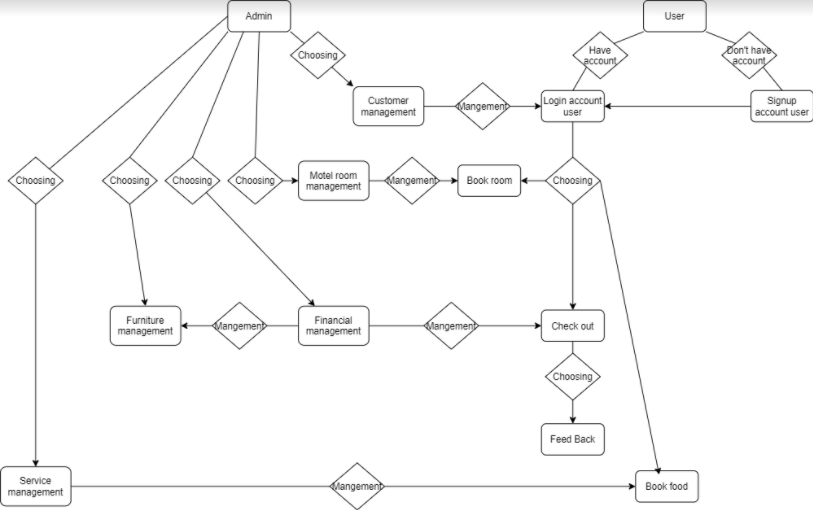 Admin
User
Choosing
Have
account
Don't have
account
Customer
management
Mangement
Login account
user
Signup
account user
Choosing
Choosing
Choosing
Choosing
Motel room
management
Mangement
Book room
Choosing
Furniture
management
Mangement
Financial
management
Mangement
Check out
Choosing
Feed Back
Service
management
Mangement
Book food